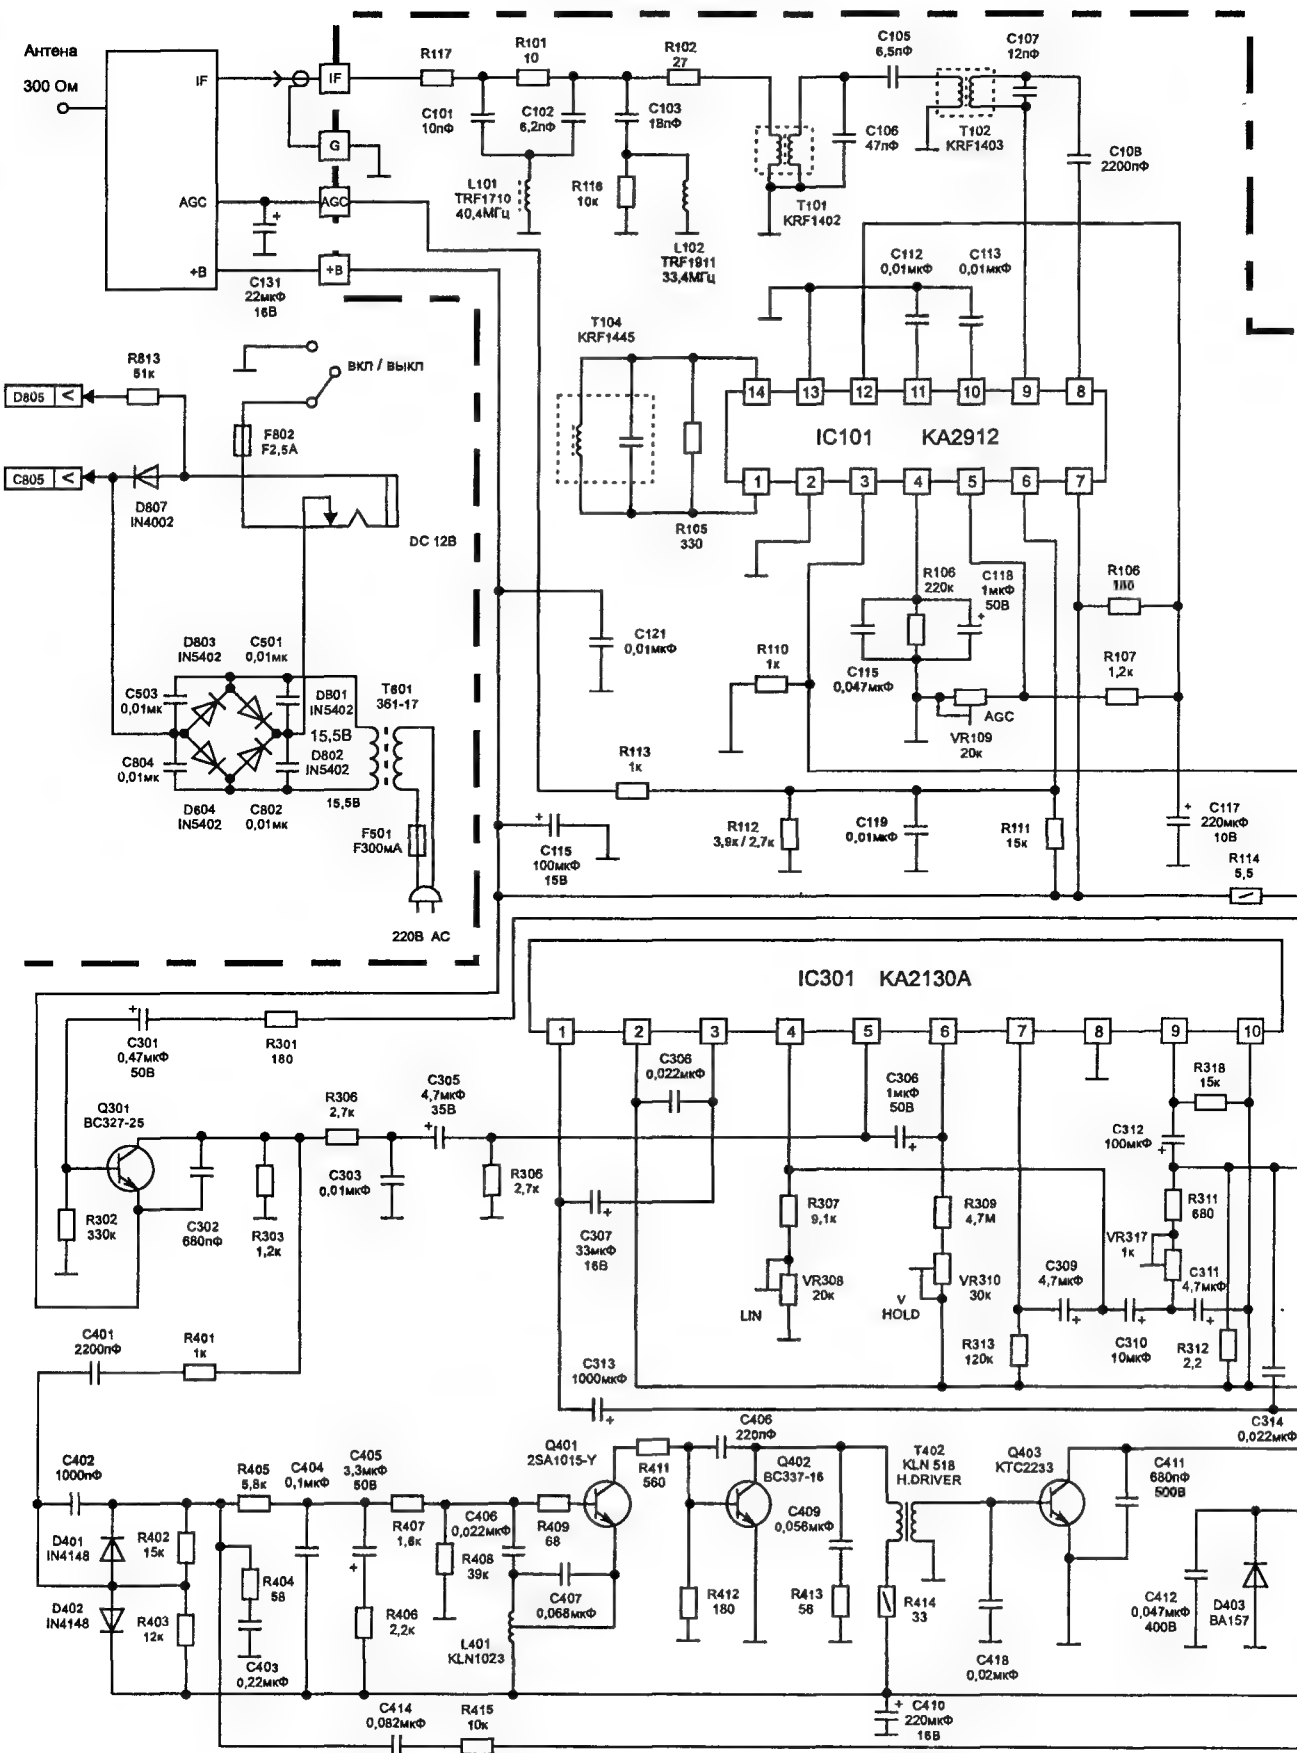 Антена
300 Ом
IF
AGC
+B
IF
G
AGC
+B
C131
22мкФ
16В
R117
R101
10
R102
27
C101
10пФ
C102
6,2пФ
C103
18пФ
L101
TRF1710
40,4МГц
R116
10к
L102
TRF1911
33,4МГц
T101
KRF1402
C105
6,5пФ
C106
47пФ
T102
KRF1403
C107
12пФ
C108
2200пФ
C112
0,01мкФ
C113
0,01мкФ
T104
KRF1445
R105
330
14
13
12
11
10
9
8
IC101 KA2912
1
2
3
4
5
6
7
R813
51к
D805 <
C805 <
D807
IN4002
вкл / выкл
F802
F2,5A
DC 12В
D803
IN5402
C501
0,01мк
C503
0,01мк
D801
IN5402
15,5В
D802
IN5402
T601
361-17
C804
0,01мк
D604
IN5402
C802
0,01мк
15,5В
F501
F300мА
220В АС
C121
0,01мкФ
R106
220к
C118
1мкФ
50В
C115
0,047мкФ
R110
1к
AGC
VR109
20к
R106
R107
1,2к
R113
1к
R112
3,9к / 2,7к
C119
0,01мкФ
R111
15к
C117
220мкФ
10В
R114
5,5
C115
100мкФ
15В
IC301 KA2130A
1
2
3
4
5
6
7
8
9
10
C301
0,47мкФ
50В
R301
180
Q301
BC327-25
R302
330к
C302
680пФ
R303
1,2к
R306
2,7к
C303
0,01мкФ
C305
4,7мкФ
35В
R306
2,7к
C306
0,022мкФ
C307
33мкФ
16В
C306
1мкФ
50В
R307
9,1к
VR308
20к
LIN
R309
4,7М
VR310
30к
V
HOLD
R318
15к
C312
100мкФ
R311
680
VR317
1к
C309
4,7мкФ
C311
4,7мкФ
C310
10мкФ
R313
120к
R312
2,2
C313
1000мкФ
C314
0,022мкФ
C401
2200пФ
R401
1к
C402
1000пФ
D401
IN4148
R402
15к
D402
IN4148
R403
12к
R405
5,8к
R404
58
C403
0,22мкФ
C404
0,1мкФ
C405
3,3мкФ
50В
R406
2,2к
R407
1,6к
R408
39к
C406
0,022мкФ
R409
68
C407
0,068мкФ
L401
KLN1023
Q401
2SA1015-Y
R411
560
C406
220пФ
Q402
BC337-16
R412
180
C409
0,056мкФ
R413
56
T402
KLN 518
H.DRIVER
R414
33
Q403
KTC2233
C418
0,02мкФ
C411
680пФ
500В
C412
0,047мкФ
400В
D403
BA157
C410
220мкФ
16В
C414
0,082мкФ
R415
10к